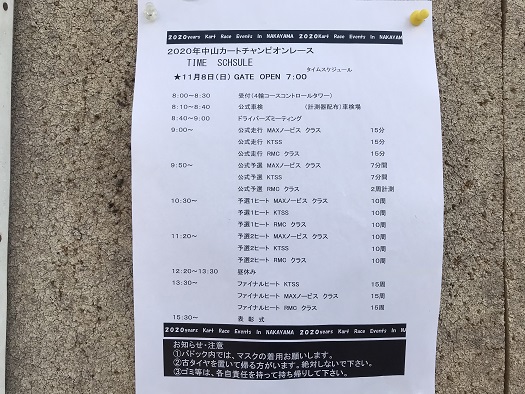 2020years Kart Race Events In NAKAYAMA 2020Kart Race Events In NAKAYAMA
2020年中山カートチャンピオンレース
TIME SCHSULE タイムスケジュール
★11月8日(日) GATE OPEN 7:00
8:00~8:30 受付(4輪コースコントロールタワー)
8:10~8:40 公式車検 (計測器配布)車検場
8:40~9:00 ドライバーズミーティング
9:00~ 公式走行 MAXノービス クラス 15分
公式走行 KTSS 15分
公式走行 RMC クラス 15分
9:50~ 公式予選 MAXノービス クラス 7分間
公式予選 KTSS 7分間
公式予選 RMC クラス 2周計測
10:30~ 予選1ヒート MAXノービス クラス 10周
予選1ヒート KTSS 10周
予選1ヒート RMC クラス 10周
11:20~ 予選2ヒート MAXノービス クラス 10周
予選2ヒート KTSS 10周
予選2ヒート RMC クラス 10周
12:20~13:30 昼休み
13:30~ ファイナルヒート KTSS 15周
ファイナルヒート MAXノービス クラス 15周
ファイナルヒート RMC クラス 15周
15:30~ 表 彰 式
2020years Kart Race Events In NAKAYAMA 2020years Kart Race Events In NAKA
お知らせ・注意
①パドック内では、マスクの着用お願いします。
②古タイヤを置いて帰る方がいます。絶対しないで下さい。
③ゴミ等は、各自責任を持って持ち帰りして下さい。